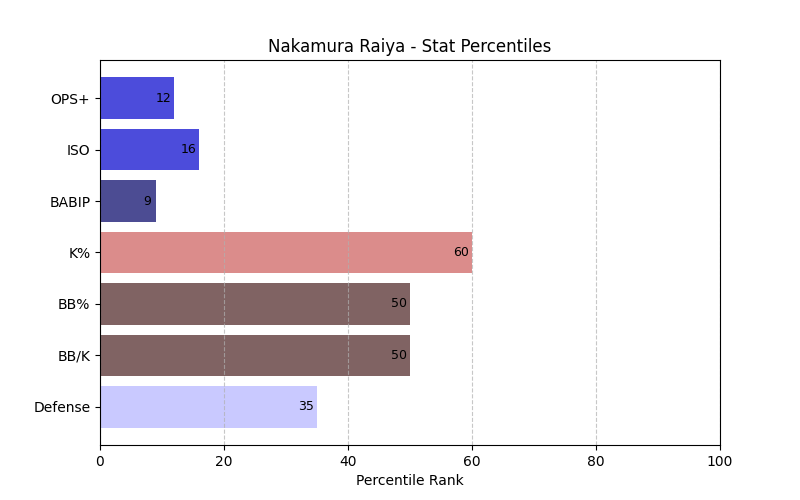 Nakamura Raiya - Stat Percentiles
OPS+ 12
ISO 16
BABIP 9
K% 60
BB% 50
BB/K 50
Defense 35
0 20 40 60 80 100
Percentile Rank